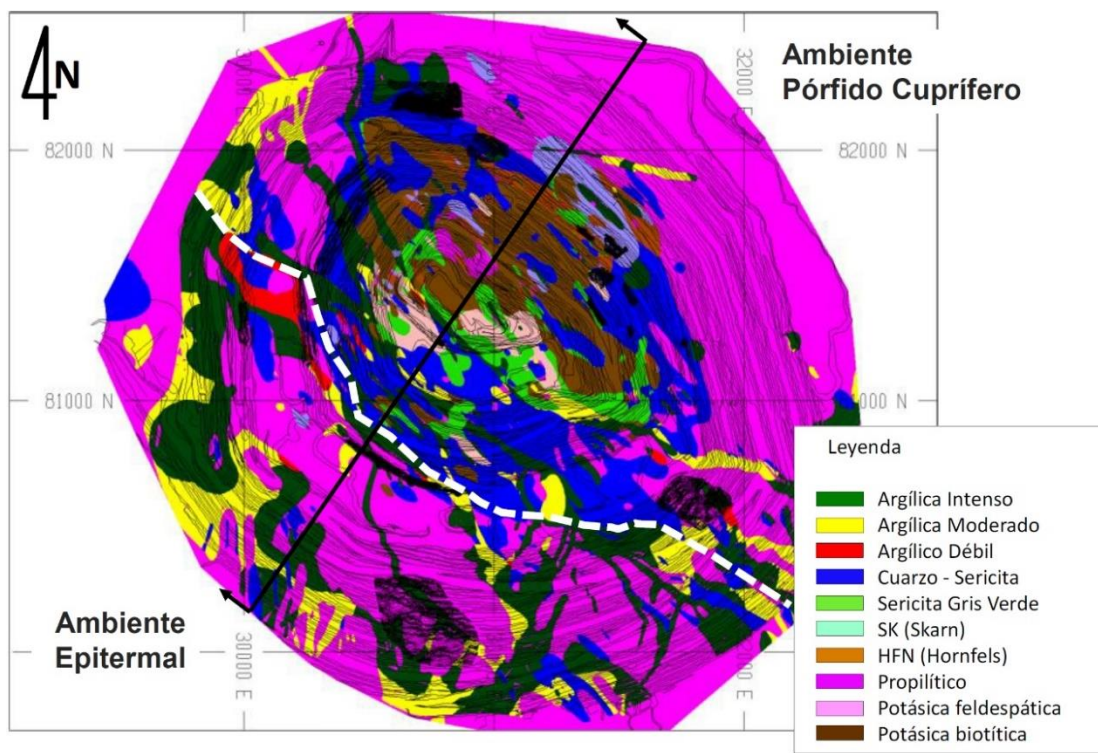 N
Ambiente
Pórfido Cuprífero
32000 E
82000 N
82000 N
81000 N
000 N
Ambiente
Epitermal
30000 E
Leyenda
Argílica Intenso
Argílica Moderado
Argílico Débil
Cuarzo - Sericita
Sericita Gris Verde
SK (Skarn)
HFN (Hornfels)
Propilítico
Potásica feldespática
Potásica biotítica